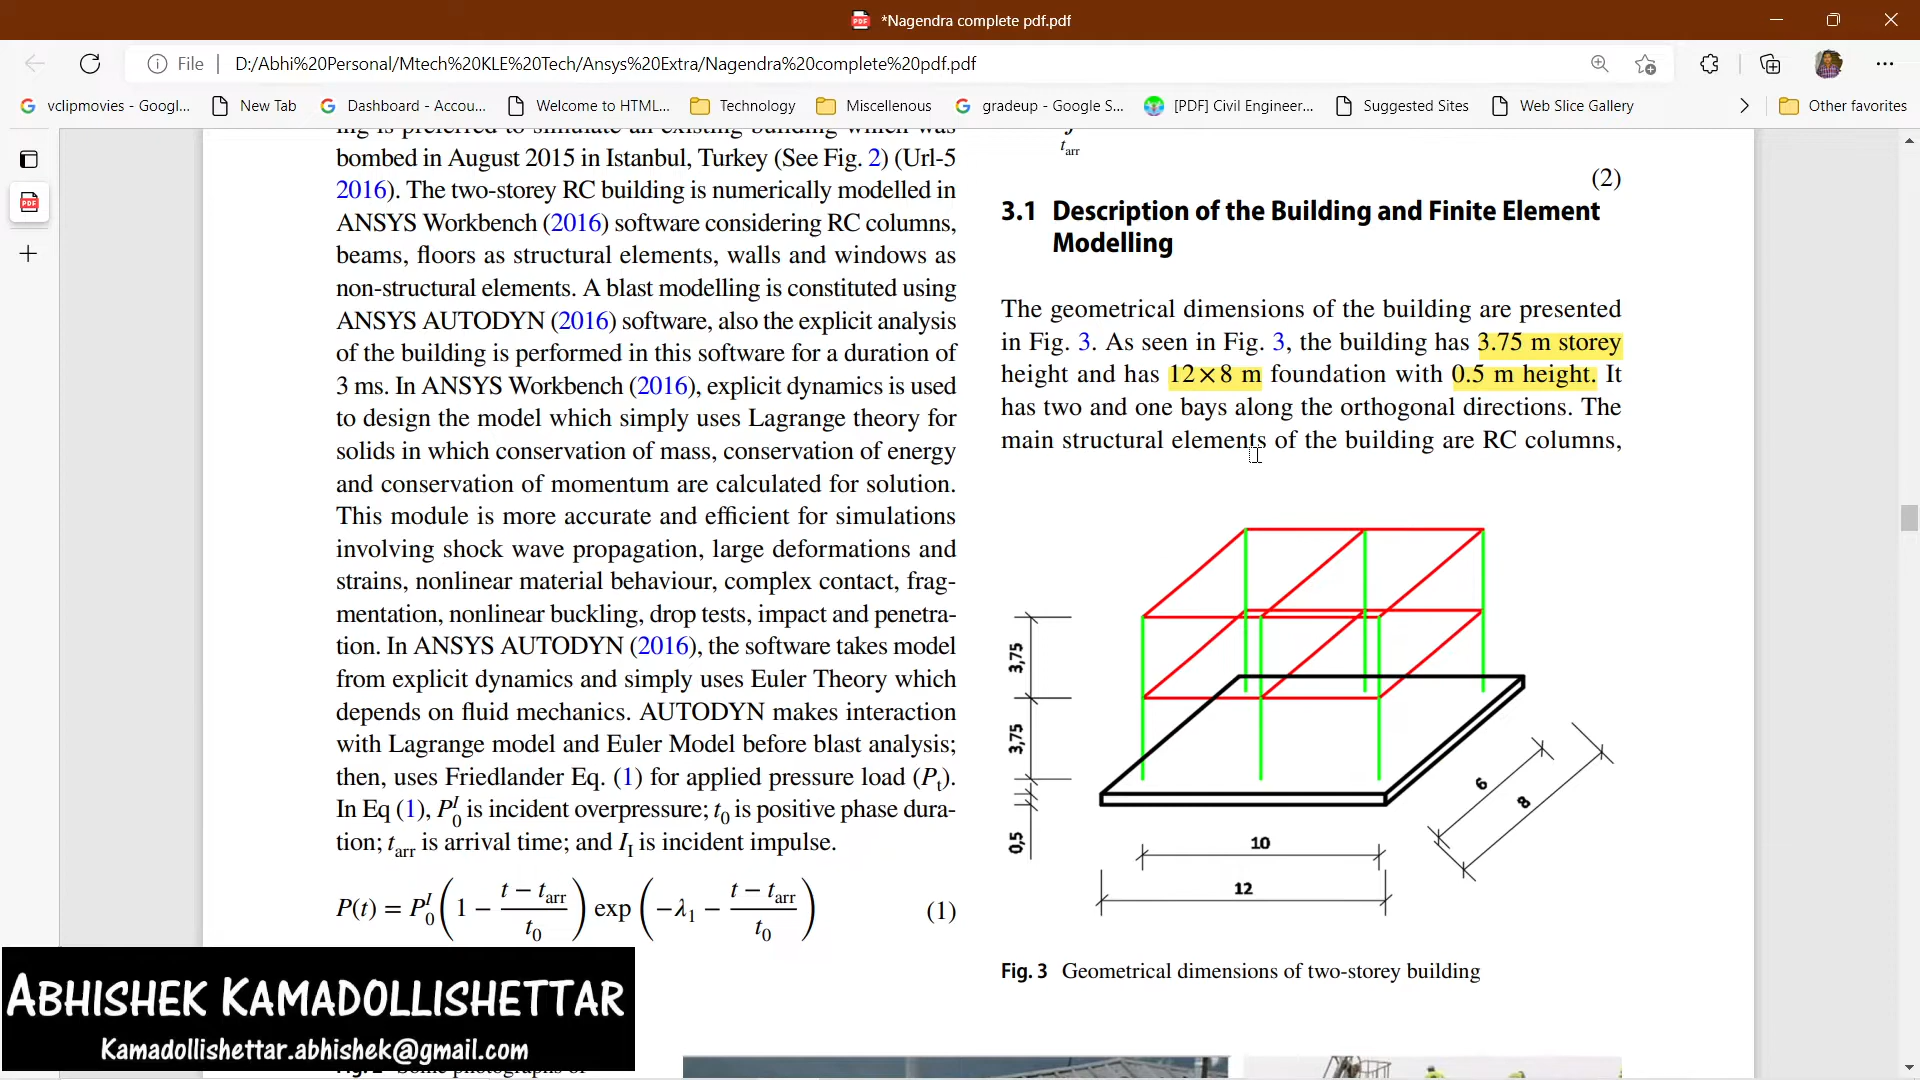 *Nagendra complete pdf.pdf
File | D:/Abhi%20Personal/Mtech%20KLE%20Tech/Ansys%20Extra/Nagendra%20complete%20pdf.pdf
vclipmovies - Googl... New Tab Dashboard - Accou... Welcome to HTML... Technology Miscellenous gradeup - Google S... [PDF] Civil Engineer... Suggested Sites Web Slice Gallery Other favorites
ing is preferred to simulate an existing building which was
bombed in August 2015 in Istanbul, Turkey (See Fig. 2) (Url-5
2016). The two-storey RC building is numerically modelled in
ANSYS Workbench (2016) software considering RC columns,
beams, floors as structural elements, walls and windows as
non-structural elements. A blast modelling is constituted using
ANSYS AUTODYN (2016) software, also the explicit analysis
of the building is performed in this software for a duration of
3 ms. In ANSYS Workbench (2016), explicit dynamics is used
to design the model which simply uses Lagrange theory for
solids in which conservation of mass, conservation of energy
and conservation of momentum are calculated for solution.
This module is more accurate and efficient for simulations
involving shock wave propagation, large deformations and
strains, nonlinear material behaviour, complex contact, frag-
mentation, nonlinear buckling, drop tests, impact and penetra-
tion. In ANSYS AUTODYN (2016), the software takes model
from explicit dynamics and simply uses Euler Theory which
depends on fluid mechanics. AUTODYN makes interaction
with Lagrange model and Euler Model before blast analysis;
then, uses Friedlander Eq. (1) for applied pressure load (Pt).
In Eq (1), P0^I is incident overpressure; t0 is positive phase dura-
tion; tarr is arrival time; and II is incident impulse.
P(t) = P0^I (1 − (t − tarr)/t0) exp (−λ1 − (t − tarr)/t0) (1)
tarr
(2)
3.1 Description of the Building and Finite Element
Modelling
The geometrical dimensions of the building are presented
in Fig. 3. As seen in Fig. 3, the building has 3.75 m storey
height and has 12×8 m foundation with 0.5 m height. It
has two and one bays along the orthogonal directions. The
main structural elements of the building are RC columns,
3,75
3,75
0,5
6
8
10
12
Fig. 3 Geometrical dimensions of two-storey building
ABHISHEK KAMADOLLISHETTAR
Kamadollishettar.abhishek@gmail.com